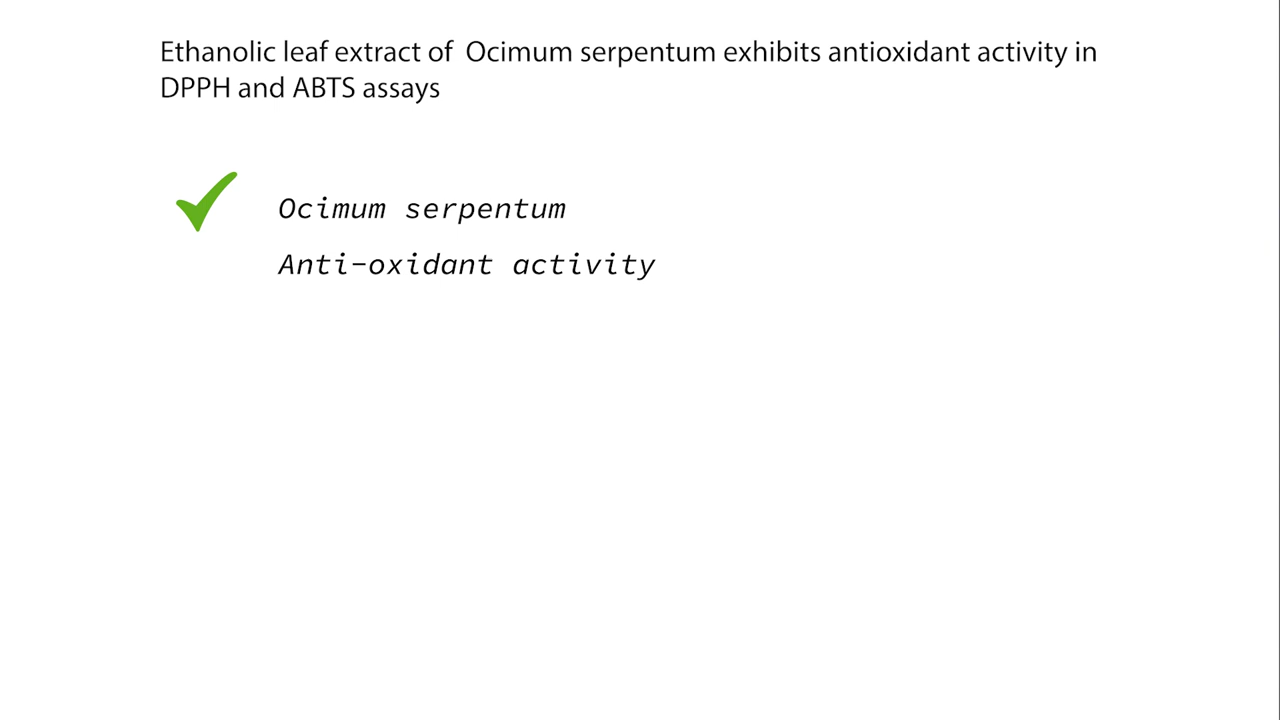 Ethanolic leaf extract of  Ocimum serpentum exhibits antioxidant activity in
DPPH and ABTS assays
Ocimum serpentum
Anti-oxidant activity